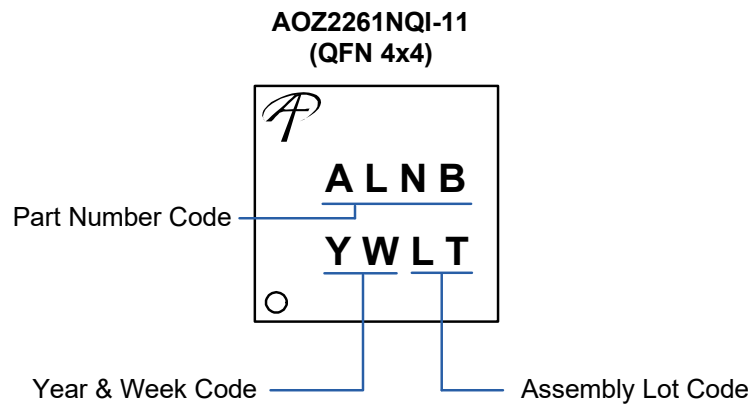 AOZ2261NQI-11
(QFN 4x4)
A L N B
Part Number Code
Y W L T
Year & Week Code
Assembly Lot Code